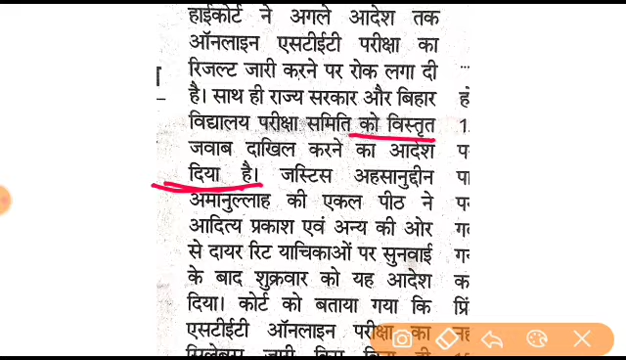 हाईकोर्ट ने अगले आदेश तक
ऑनलाइन एसटीईटी परीक्षा का
रिजल्ट जारी करने पर रोक लगा दी
है। साथ ही राज्य सरकार और बिहार
विद्यालय परीक्षा समिति को विस्तृत
जवाब दाखिल करने का आदेश
दिया है। जस्टिस अहसानुद्दीन
अमानुल्लाह की एकल पीठ ने
आदित्य प्रकाश एवं अन्य की ओर
से दायर रिट याचिकाओं पर सुनवाई
के बाद शुक्रवार को यह आदेश
दिया। कोर्ट को बताया गया कि
एसटीईटी ऑनलाइन परीक्षा का